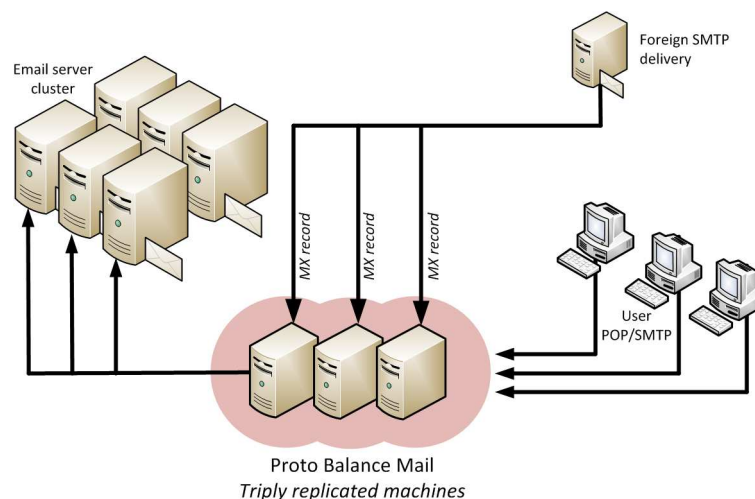 Foreign SMTP
delivery
Email server
cluster
MX record
MX record
MX record
User
POP/SMTP
Proto Balance Mail
Triply replicated machines